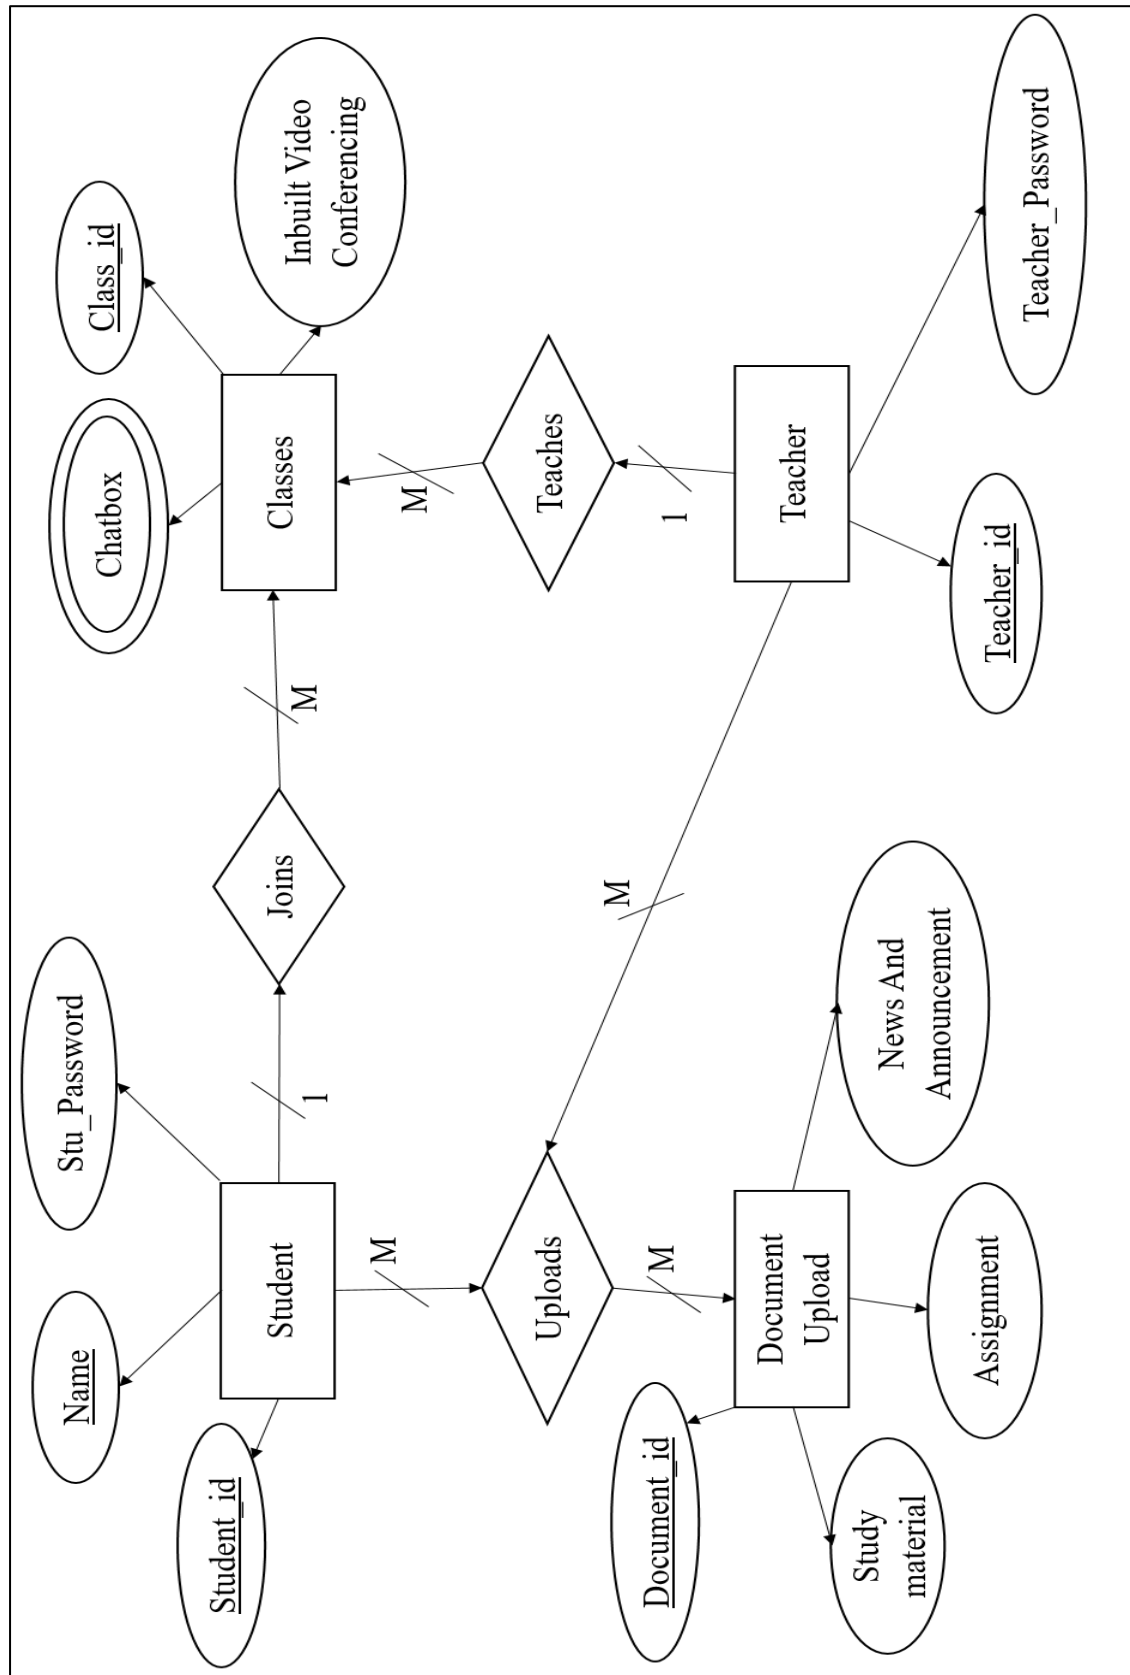 Student_id
Name
Stu_Password
Chatbox
Class_id
Inbuilt Video
Conferencing
Student
1
Joins
M
Classes
M
M
Uploads
M
M
Teaches
1
Document_id
Document
Upload
Teacher
Study
material
Assignment
News And
Announcement
Teacher_id
Teacher_Password